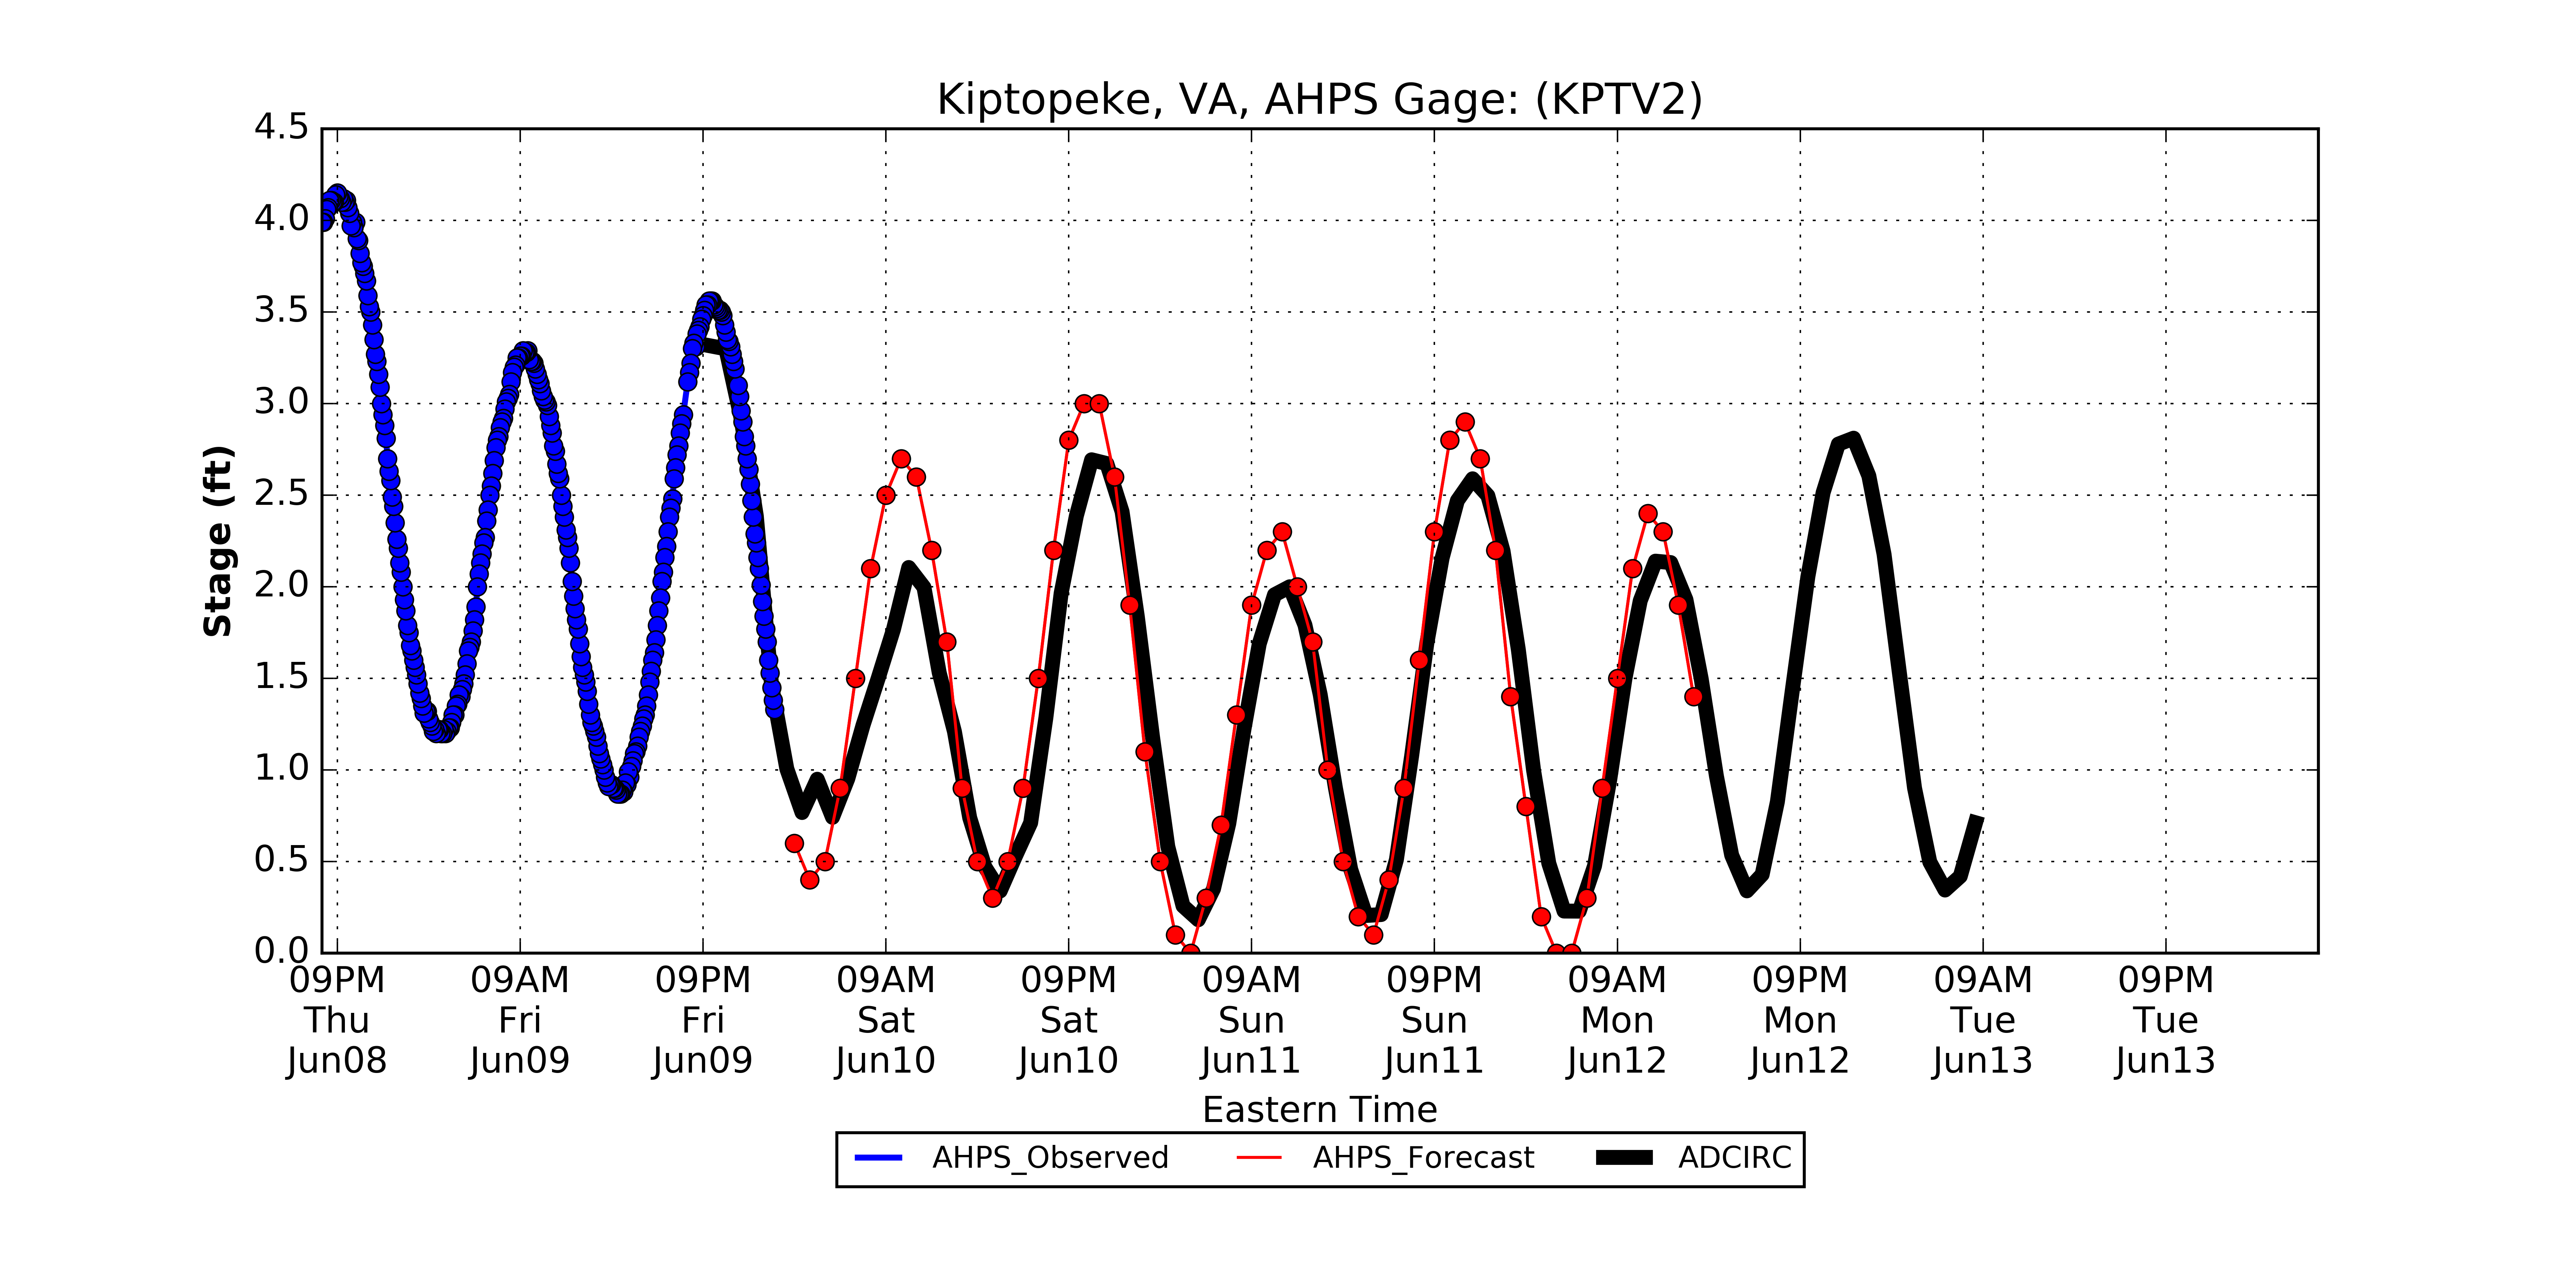 Kiptopeke, VA, AHPS Gage: (KPTV2)
4.5
4.0
3.5
3.0
2.5
2.0
1.5
1.0
0.5
0.0
Stage (ft)
09PM 09AM 09PM 09AM 09PM 09AM 09PM 09AM 09PM 09AM 09PM
Thu Fri Fri Sat Sat Sun Sun Mon Mon Tue Tue
Jun08 Jun09 Jun09 Jun10 Jun10 Jun11 Jun11 Jun12 Jun12 Jun13 Jun13
Eastern Time
AHPS_Observed AHPS_Forecast ADCIRC